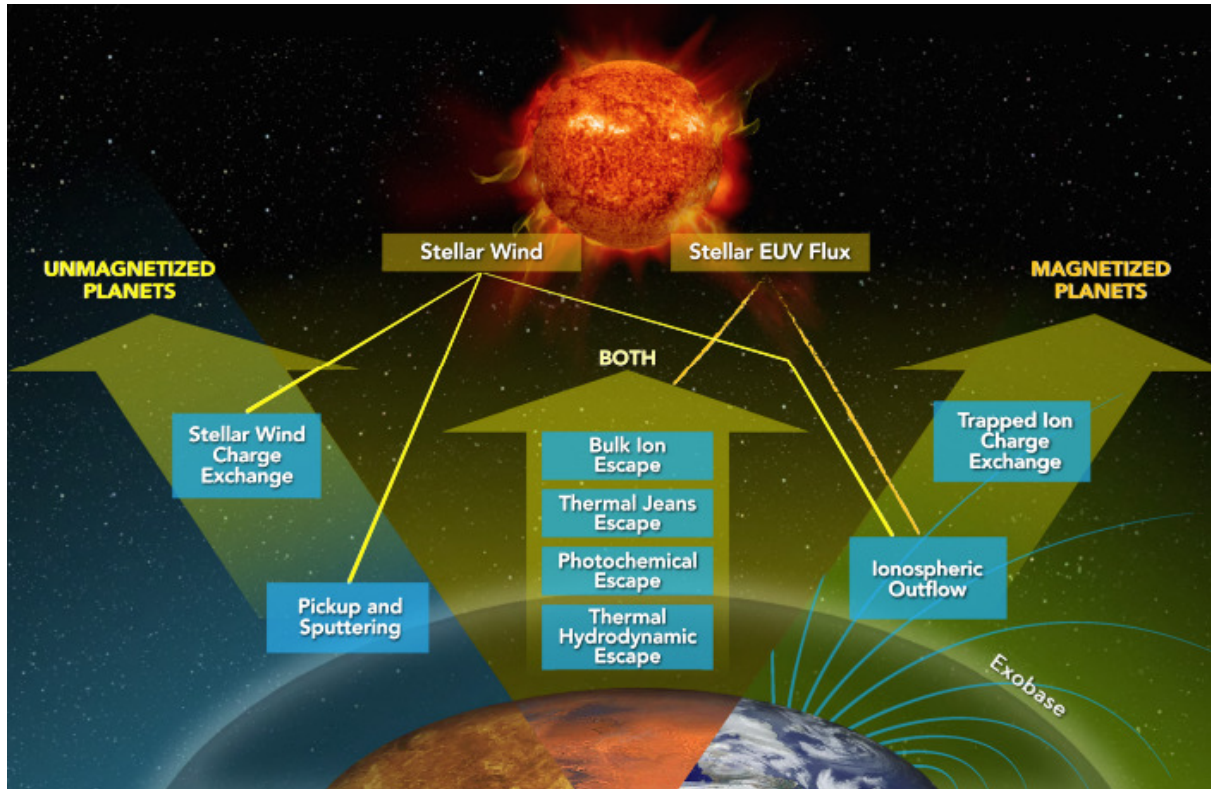 Stellar Wind
Stellar EUV Flux
UNMAGNETIZED
PLANETS
MAGNETIZED
PLANETS
BOTH
Stellar Wind
Charge
Exchange
Bulk Ion
Escape
Trapped Ion
Charge
Exchange
Thermal Jeans
Escape
Photochemical
Escape
Ionospheric
Outflow
Pickup and
Sputtering
Thermal
Hydrodynamic
Escape
Exobase